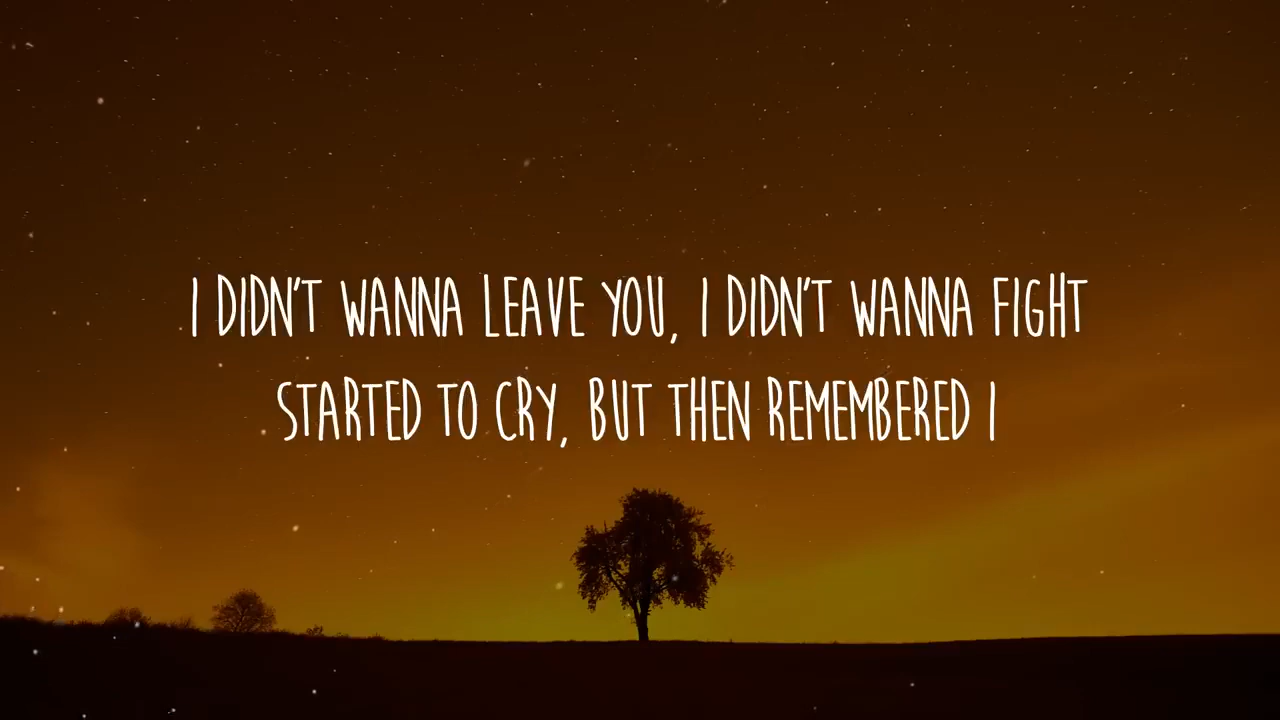 I DIDN'T WANNA LEAVE YOU, I DIDN'T WANNA FIGHT
STARTED TO CRY, BUT THEN REMEMBERED I